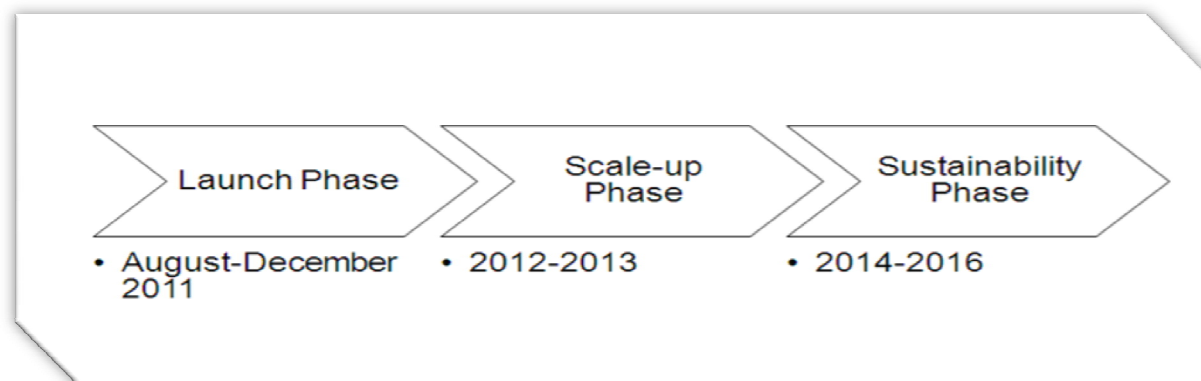 Launch Phase
Scale-up
Phase
Sustainability
Phase
• August-December
2011
• 2012-2013
• 2014-2016